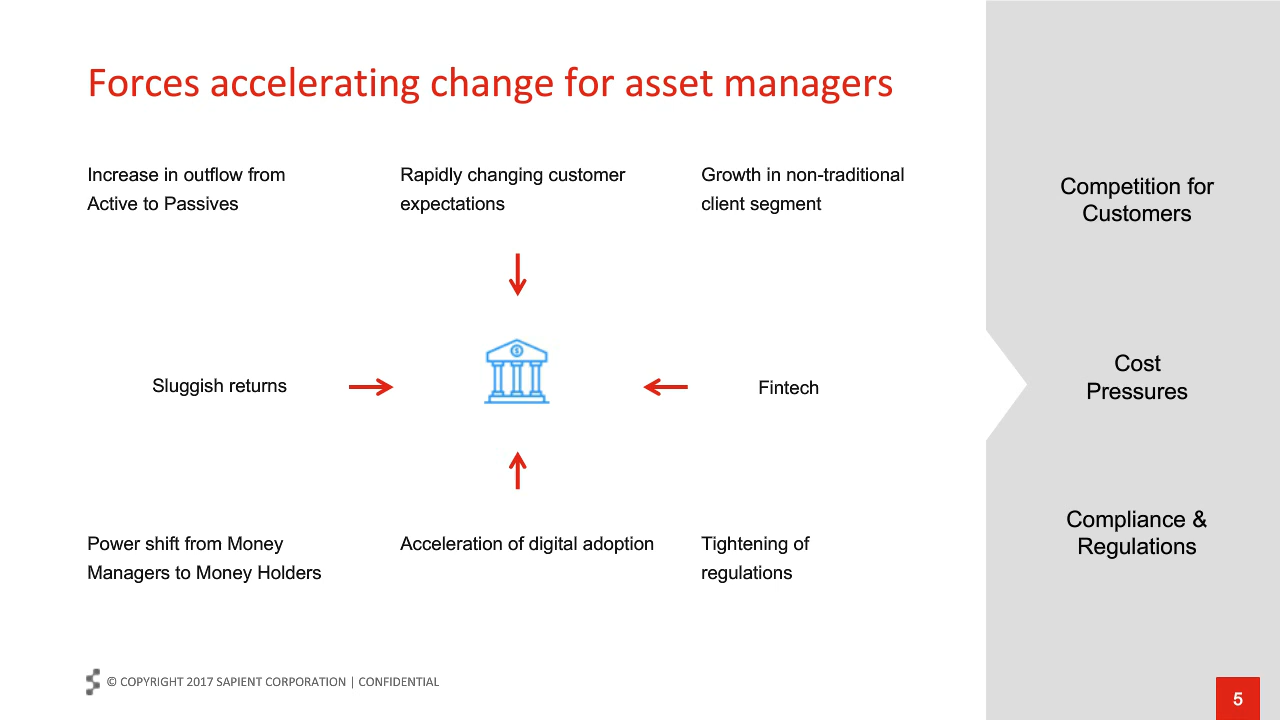 Forces accelerating change for asset managers
Increase in outflow from
Active to Passives
Rapidly changing customer
expectations
Growth in non-traditional
client segment
Sluggish returns
$
Fintech
Power shift from Money
Managers to Money Holders
Acceleration of digital adoption
Tightening of
regulations
Competition for
Customers
Cost
Pressures
Compliance &
Regulations
© COPYRIGHT 2017 SAPIENT CORPORATION | CONFIDENTIAL
5